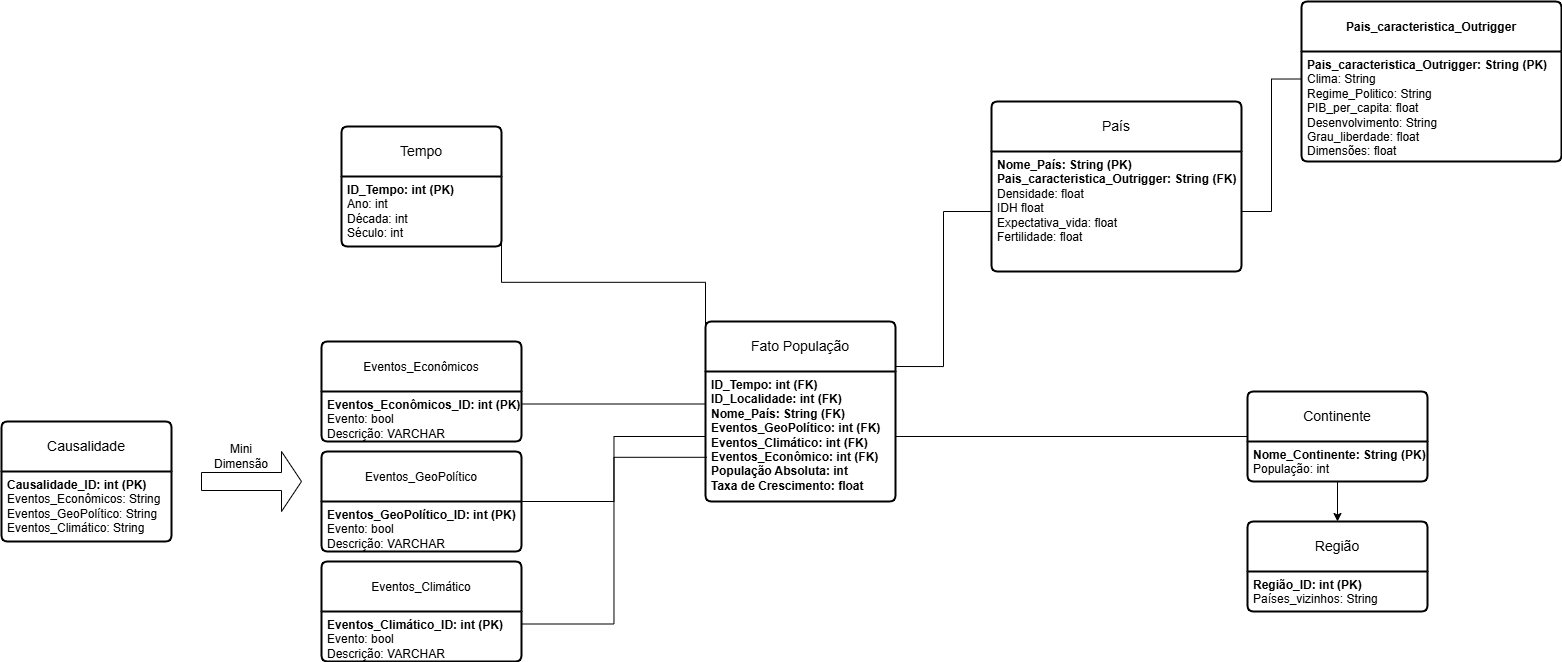 Pais_caracteristica_Outrigger
Pais_caracteristica_Outrigger: String (PK)
Clima: String
Regime_Politico: String
PIB_per_capita: float
Desenvolvimento: String
Grau_liberdade: float
Dimensões: float
País
Nome_País: String (PK)
Pais_caracteristica_Outrigger: String (FK)
Densidade: float
IDH float
Expectativa_vida: float
Fertilidade: float
Tempo
ID_Tempo: int (PK)
Ano: int
Década: int
Século: int
Fato População
ID_Tempo: int (FK)
ID_Localidade: int (FK)
Nome_País: String (FK)
Eventos_GeoPolítico: int (FK)
Eventos_Climático: int (FK)
Eventos_Econômico: int (FK)
População Absoluta: int
Taxa de Crescimento: float
Eventos_Econômicos
Eventos_Econômicos_ID: int (PK)
Evento: bool
Descrição: VARCHAR
Causalidade
Causalidade_ID: int (PK)
Eventos_Econômicos: String
Eventos_GeoPolítico: String
Eventos_Climático: String
Mini
Dimensão
Eventos_GeoPolítico
Eventos_GeoPolítico_ID: int (PK)
Evento: bool
Descrição: VARCHAR
Eventos_Climático
Eventos_Climático_ID: int (PK)
Evento: bool
Descrição: VARCHAR
Continente
Nome_Continente: String (PK)
População: int
Região
Região_ID: int (PK)
Países_vizinhos: String